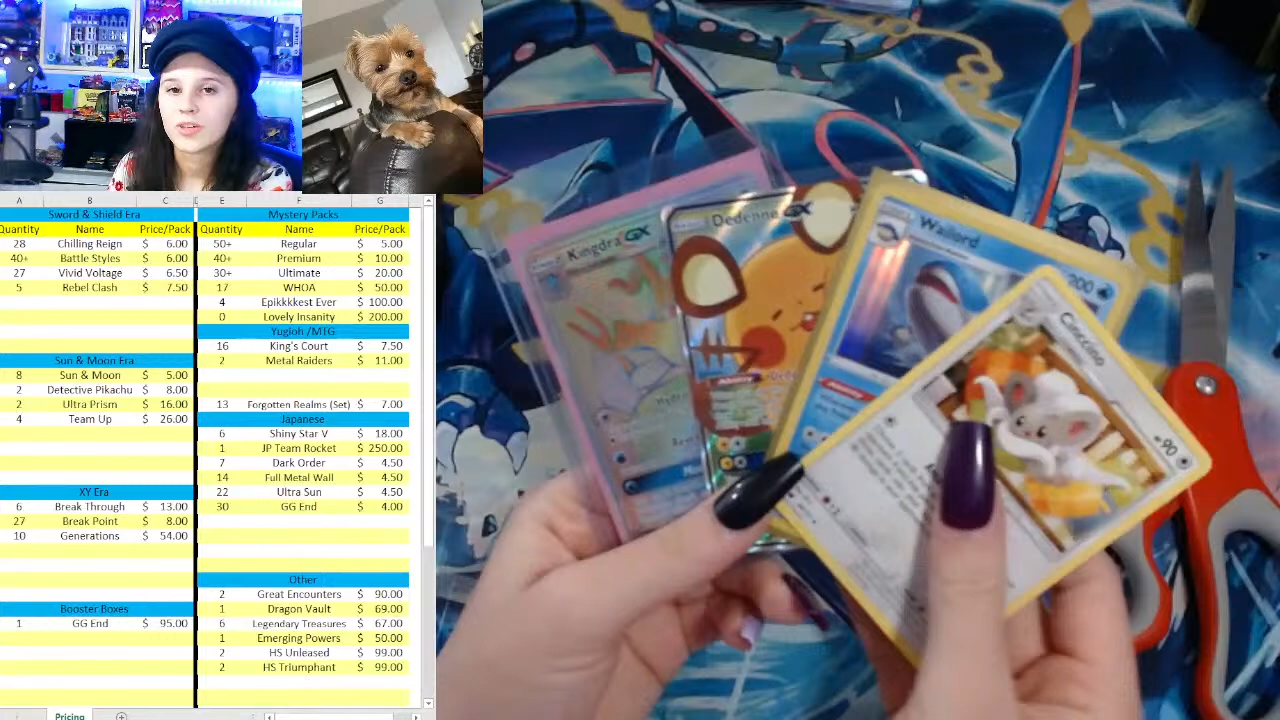 A B C E F G
Sword & Shield Era
Quantity Name Price/Pack
28 Chilling Reign $ 6.00
40+ Battle Styles $ 6.00
27 Vivid Voltage $ 6.50
5 Rebel Clash $ 7.50
Sun & Moon Era
8 Sun & Moon $ 5.00
2 Detective Pikachu $ 8.00
2 Ultra Prism $ 16.00
4 Team Up $ 26.00
XY Era
6 Break Through $ 13.00
27 Break Point $ 8.00
10 Generations $ 54.00
Booster Boxes
1 GG End $ 95.00
Mystery Packs
Quantity Name Price/Pack
50+ Regular $ 5.00
40+ Premium $ 10.00
30+ Ultimate $ 20.00
17 WHOA $ 50.00
4 Epikkkkest Ever $ 100.00
0 Lovely Insanity $ 200.00
Yugioh /MTG
16 King's Court $ 7.50
2 Metal Raiders $ 11.00
13 Forgotten Realms (Set) $ 7.00
Japanese
6 Shiny Star V $ 18.00
1 JP Team Rocket $ 250.00
7 Dark Order $ 4.50
14 Full Metal Wall $ 4.50
22 Ultra Sun $ 4.50
30 GG End $ 4.00
Other
2 Great Encounters $ 90.00
1 Dragon Vault $ 69.00
6 Legendary Treasures $ 67.00
1 Emerging Powers $ 50.00
2 HS Unleased $ 99.00
2 HS Triumphant $ 99.00
Pricing
Kingdra GX
Dedenne GX
Wailord
200
Cinccino
90